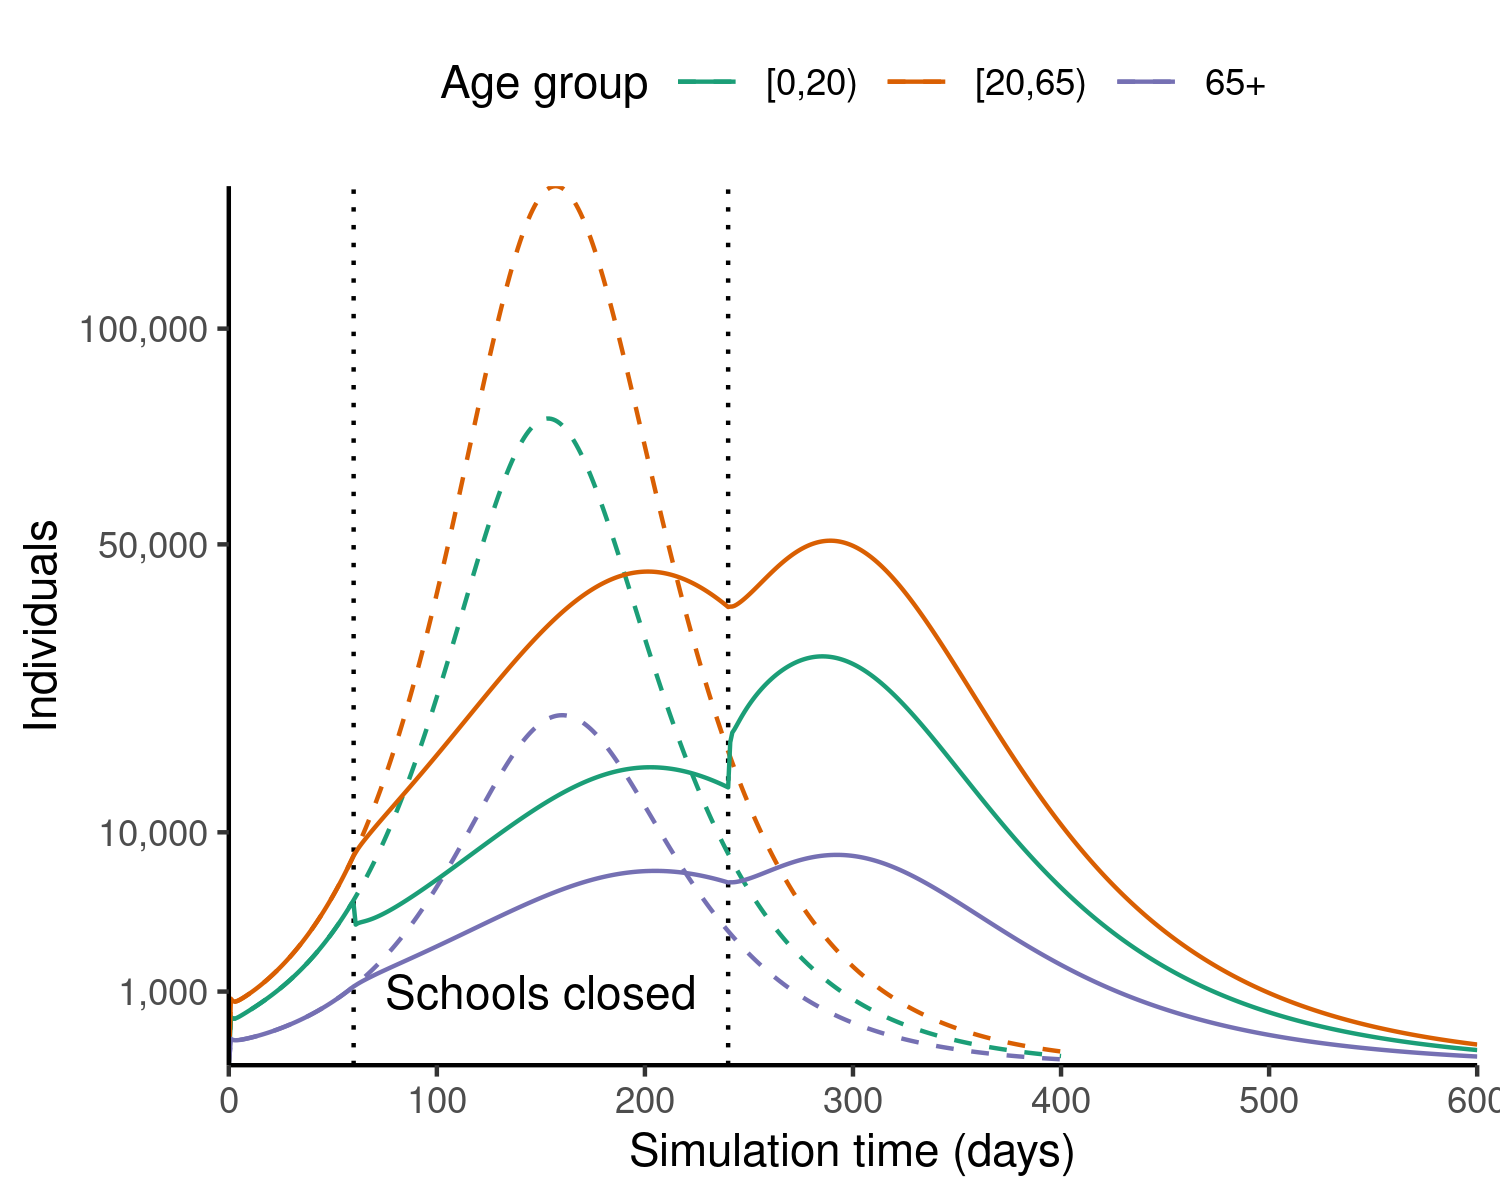 Age group [0,20) [20,65) 65+
Individuals
100,000
50,000
10,000
1,000
Schools closed
0 100 200 300 400 500 600
Simulation time (days)